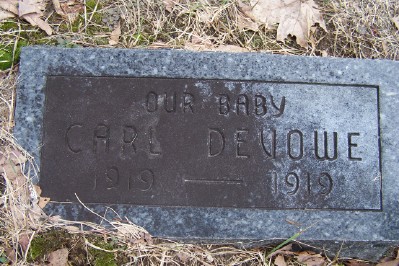 OUR BABY
CARL DEVOWE
1919 — 1919